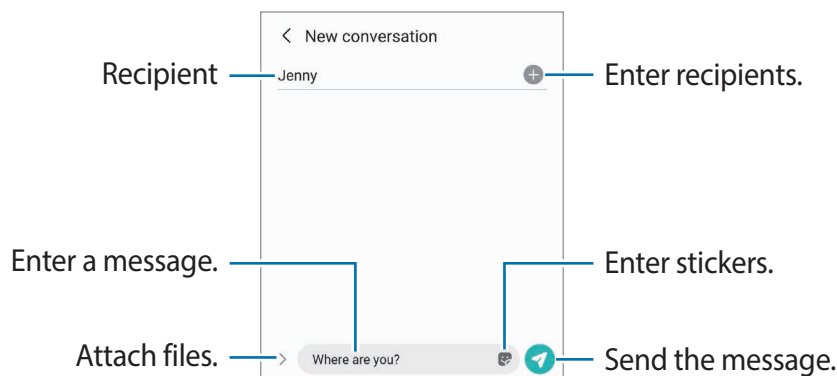 New conversation
Recipient
Jenny
Enter recipients.
Enter a message.
Enter stickers.
Attach files.
Where are you?
Send the message.